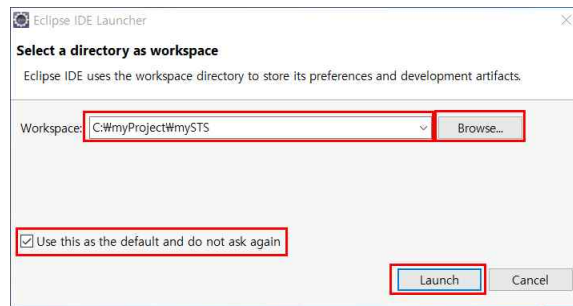 Eclipse IDE Launcher
Select a directory as workspace
Eclipse IDE uses the workspace directory to store its preferences and development artifacts.
Workspace: C:₩myProject₩mySTS Browse...
Use this as the default and do not ask again
Launch Cancel